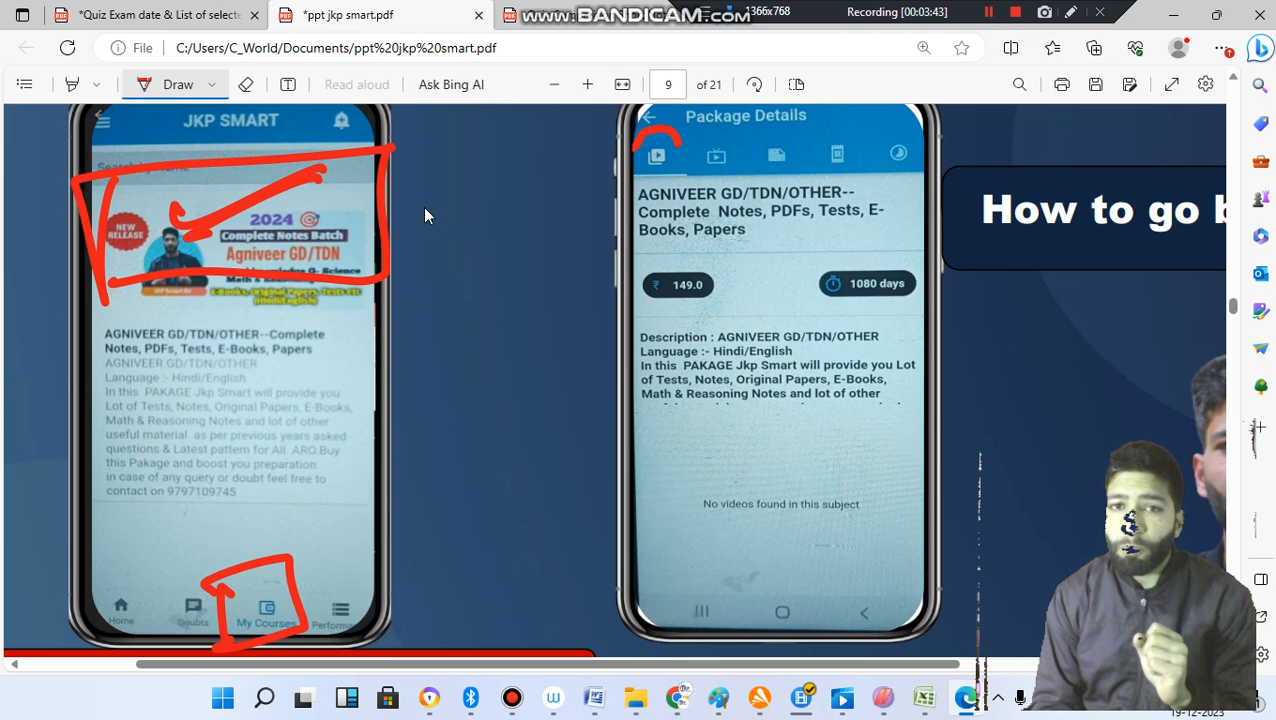 *Quiz Exam date & List of selecte
*ppt jkp smart.pdf
www.BANDICAM.com
1366x768
Recording [00:03:43]
File
C:/Users/C_World/Documents/ppt%20jkp%20smart.pdf
Draw
Read aloud
Ask Bing AI
9
of 21
JKP SMART
NEW
RELEASE
2024
Complete Notes Batch
Agniveer GD/TDN
Science
E-Books, Original Papers, Tests etc
(Hindi/English)
AGNIVEER GD/TDN/OTHER--Complete
Notes, PDFs, Tests, E-Books, Papers
AGNIVEER GD/TDN/OTHER
Language :- Hindi/English
In this PAKAGE Jkp Smart will provide you
Lot of Tests, Notes, Original Papers, E-Books,
Math & Reasoning Notes and lot of other
useful material as per previous years asked
questions & Latest pattern for All ARO.Buy
this Pakage and boost you preparation
in case of any query or doubt feel free to
contact on 9797109745
Home
Doubts
My Courses
Performa
Package Details
AGNIVEER GD/TDN/OTHER--
Complete Notes, PDFs, Tests, E-
Books, Papers
₹ 149.0
1080 days
Description : AGNIVEER GD/TDN/OTHER
Language :- Hindi/English
In this PAKAGE Jkp Smart will provide you Lot
of Tests, Notes, Original Papers, E-Books,
Math & Reasoning Notes and lot of other
No videos found in this subject
How to go b
19-12-2023